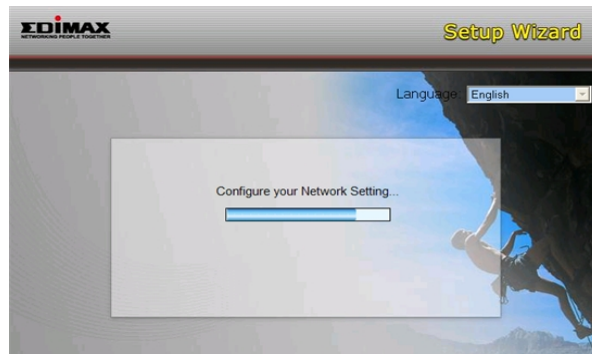 EDIMAX
NETWORKING PEOPLE TOGETHER
Setup Wizard
Language: English
Configure your Network Setting...